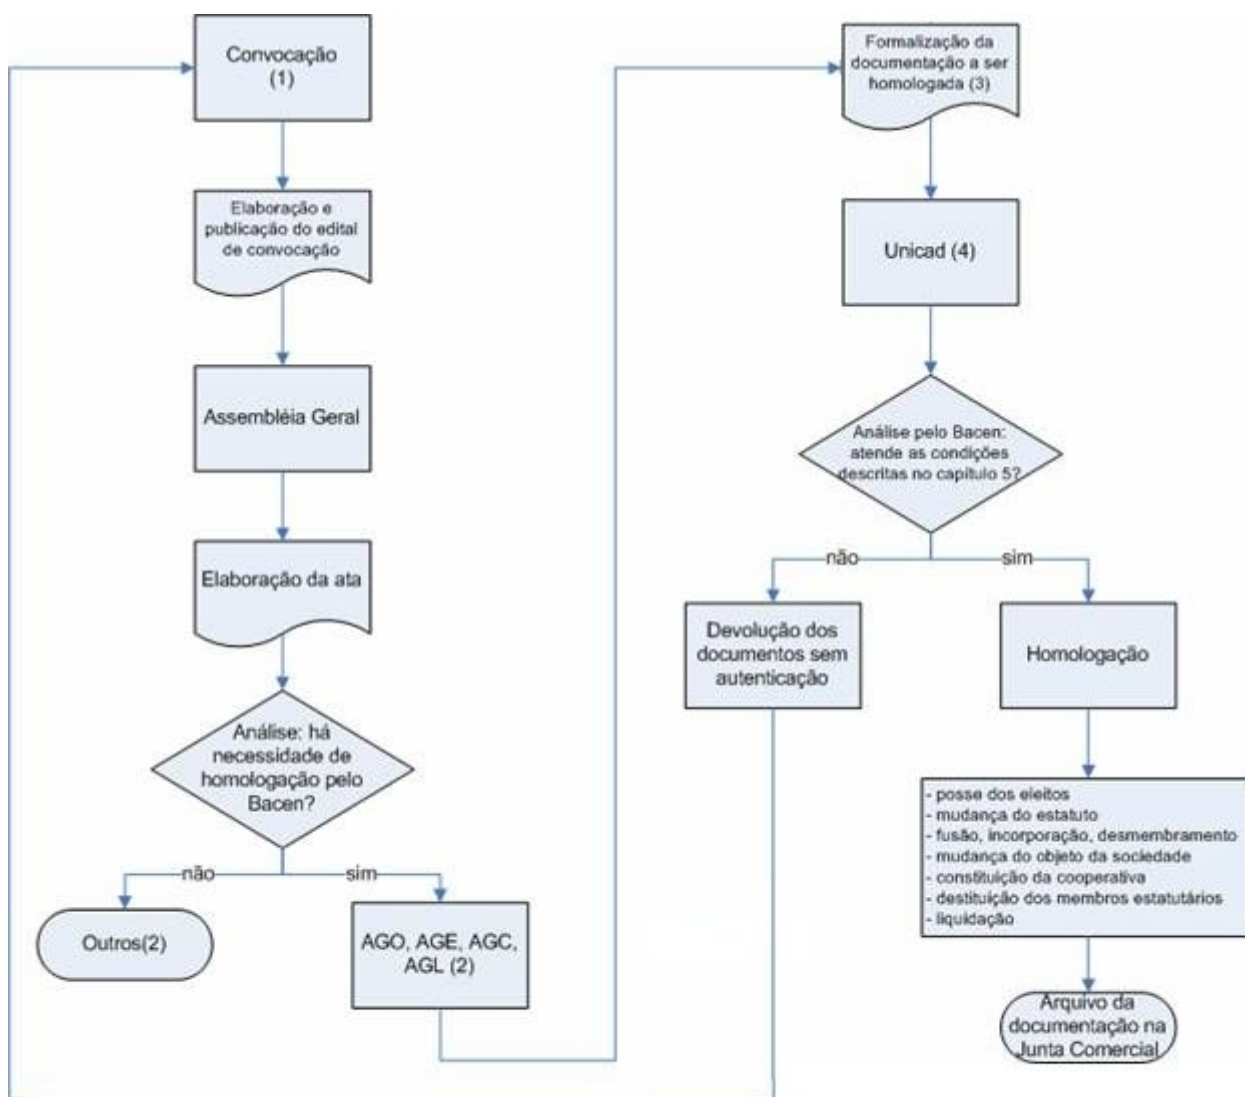 Convocação
(1)
Elaboração e
publicação do edital
de convocação
Assembléia Geral
Elaboração da ata
Análise: há
necessidade de
homologação pelo
Bacen?
não
sim
Outros(2)
AGO, AGE, AGC,
AGL (2)
Formalização da
documentação a ser
homologada (3)
Unicad (4)
Análise pelo Bacen:
atende as condições
descritas no capítulo 5?
não
sim
Devolução dos
documentos sem
autenticação
Homologação
- posse dos eleitos
- mudança do estatuto
- fusão, incorporação, desmembramento
- mudança do objeto da sociedade
- constituição da cooperativa
- destituição dos membros estatutários
- liquidação
Arquivo da
documentação na
Junta Comercial